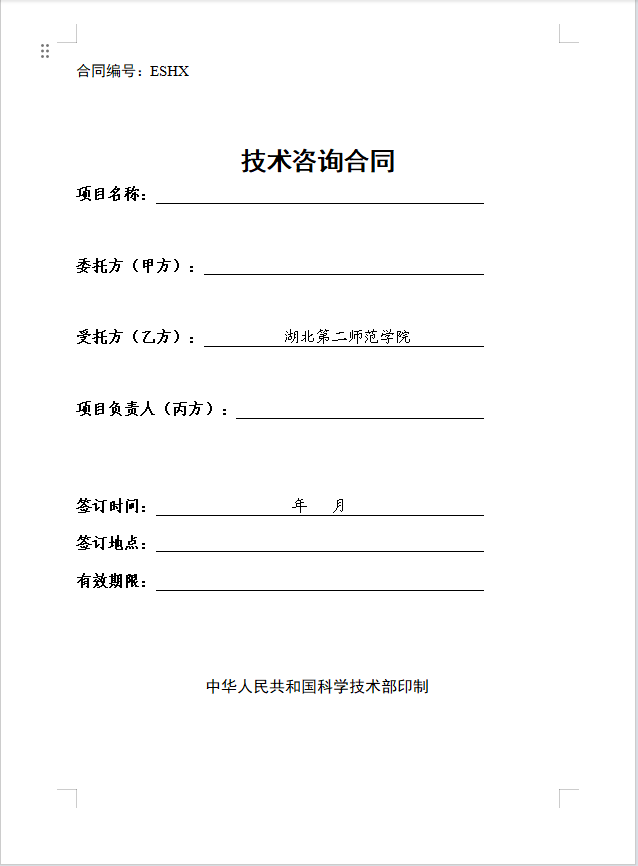 合同编号：ESHX
技术咨询合同
项目名称：
委托方（甲方）：
受托方（乙方）：湖北第二师范学院
项目负责人（丙方）：
签订时间： 年 月
签订地点：
有效期限：
中华人民共和国科学技术部印制